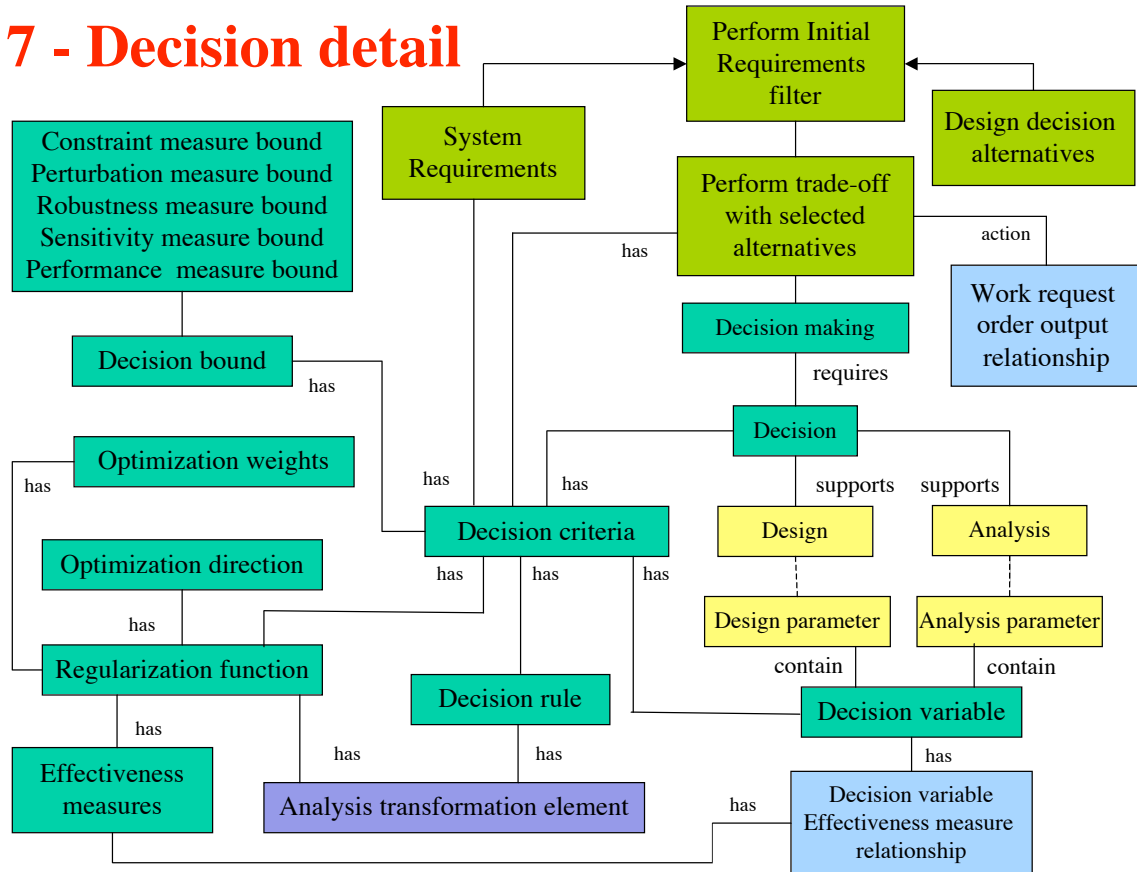 7 - Decision detail
Perform Initial
Requirements
filter
System
Requirements
Design decision
alternatives
Constraint measure bound
Perturbation measure bound
Robustness measure bound
Sensitivity measure bound
Performance measure bound
Perform trade-off
with selected
alternatives
has
action
Work request
order output
relationship
Decision making
Decision bound
has
requires
Decision
Optimization weights
has
has
has
supports
supports
Decision criteria
Design
Analysis
Optimization direction
has
has
has
has
Design parameter
Analysis parameter
Regularization function
contain
contain
Decision rule
Decision variable
has
has
has
has
Effectiveness
measures
Analysis transformation element
has
Decision variable
Effectiveness measure
relationship